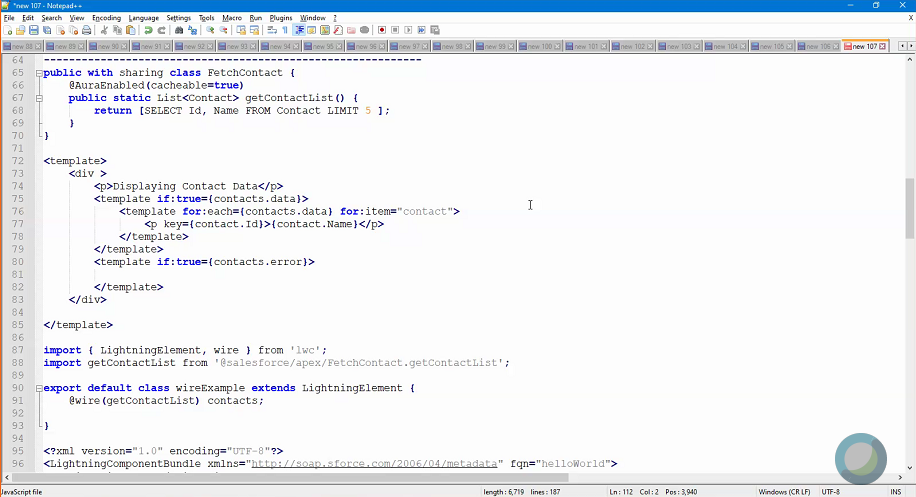 *new 107 - Notepad++
File Edit Search View Encoding Language Settings Tools Macro Run Plugins Window ?
new 88 new 89 new 90 new 91 new 92 new 93 new 94 new 95 new 96 new 97 new 98 new 99 new 100 new 101 new 102 new 103 new 104 new 105 new 106 new 107
64 ------------------------------------------------------------
65 public with sharing class FetchContact {
66 @AuraEnabled(cacheable=true)
67 public static List<Contact> getContactList() {
68 return [SELECT Id, Name FROM Contact LIMIT 5 ];
69 }
70 }
71
72 <template>
73 <div >
74 <p>Displaying Contact Data</p>
75 <template if:true={contacts.data}>
76 <template for:each={contacts.data} for:item="contact">
77 <p key={contact.Id}>{contact.Name}</p>
78 </template>
79 </template>
80 <template if:true={contacts.error}>
81
82 </template>
83 </div>
84
85 </template>
86
87 import { LightningElement, wire } from 'lwc';
88 import getContactList from '@salesforce/apex/FetchContact.getContactList';
89
90 export default class wireExample extends LightningElement {
91 @wire(getContactList) contacts;
92
93 }
94
95 <?xml version="1.0" encoding="UTF-8"?>
96 <LightningComponentBundle xmlns="http://soap.sforce.com/2006/04/metadata" fqn="helloWorld">
JavaScript file length : 6,719 lines : 187 Ln : 112 Col : 2 Pos : 3,940 Windows (CR LF) UTF-8 INS